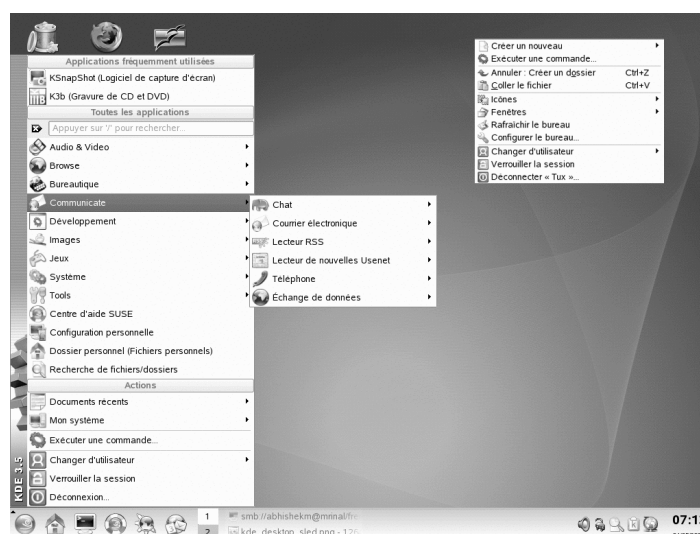 Applications fréquemment utilisées
KSnapShot (Logiciel de capture d'écran)
K3b (Gravure de CD et DVD)
Toutes les applications
Appuyer sur '/' pour rechercher...
Audio & Video
Browse
Bureautique
Communicate
Développement
Images
Jeux
Système
Tools
Centre d'aide SUSE
Configuration personnelle
Dossier personnel (Fichiers personnels)
Recherche de fichiers/dossiers
Actions
Documents récents
Mon système
Exécuter une commande...
Changer d'utilisateur
Verrouiller la session
Déconnexion...
KDE 3.5
Chat
Courrier électronique
Lecteur RSS
Lecteur de nouvelles Usenet
Téléphone
Échange de données
Créer un nouveau
Exécuter une commande...
Annuler : Créer un dossier Ctrl+Z
Coller le fichier Ctrl+V
Icônes
Fenêtres
Rafraîchir le bureau
Configurer le bureau...
Changer d'utilisateur
Verrouiller la session
Déconnecter « Tux »...
1 smb://abhishekm@mrinal/fre
2 kde_desktop_sled.png - 126
07:1